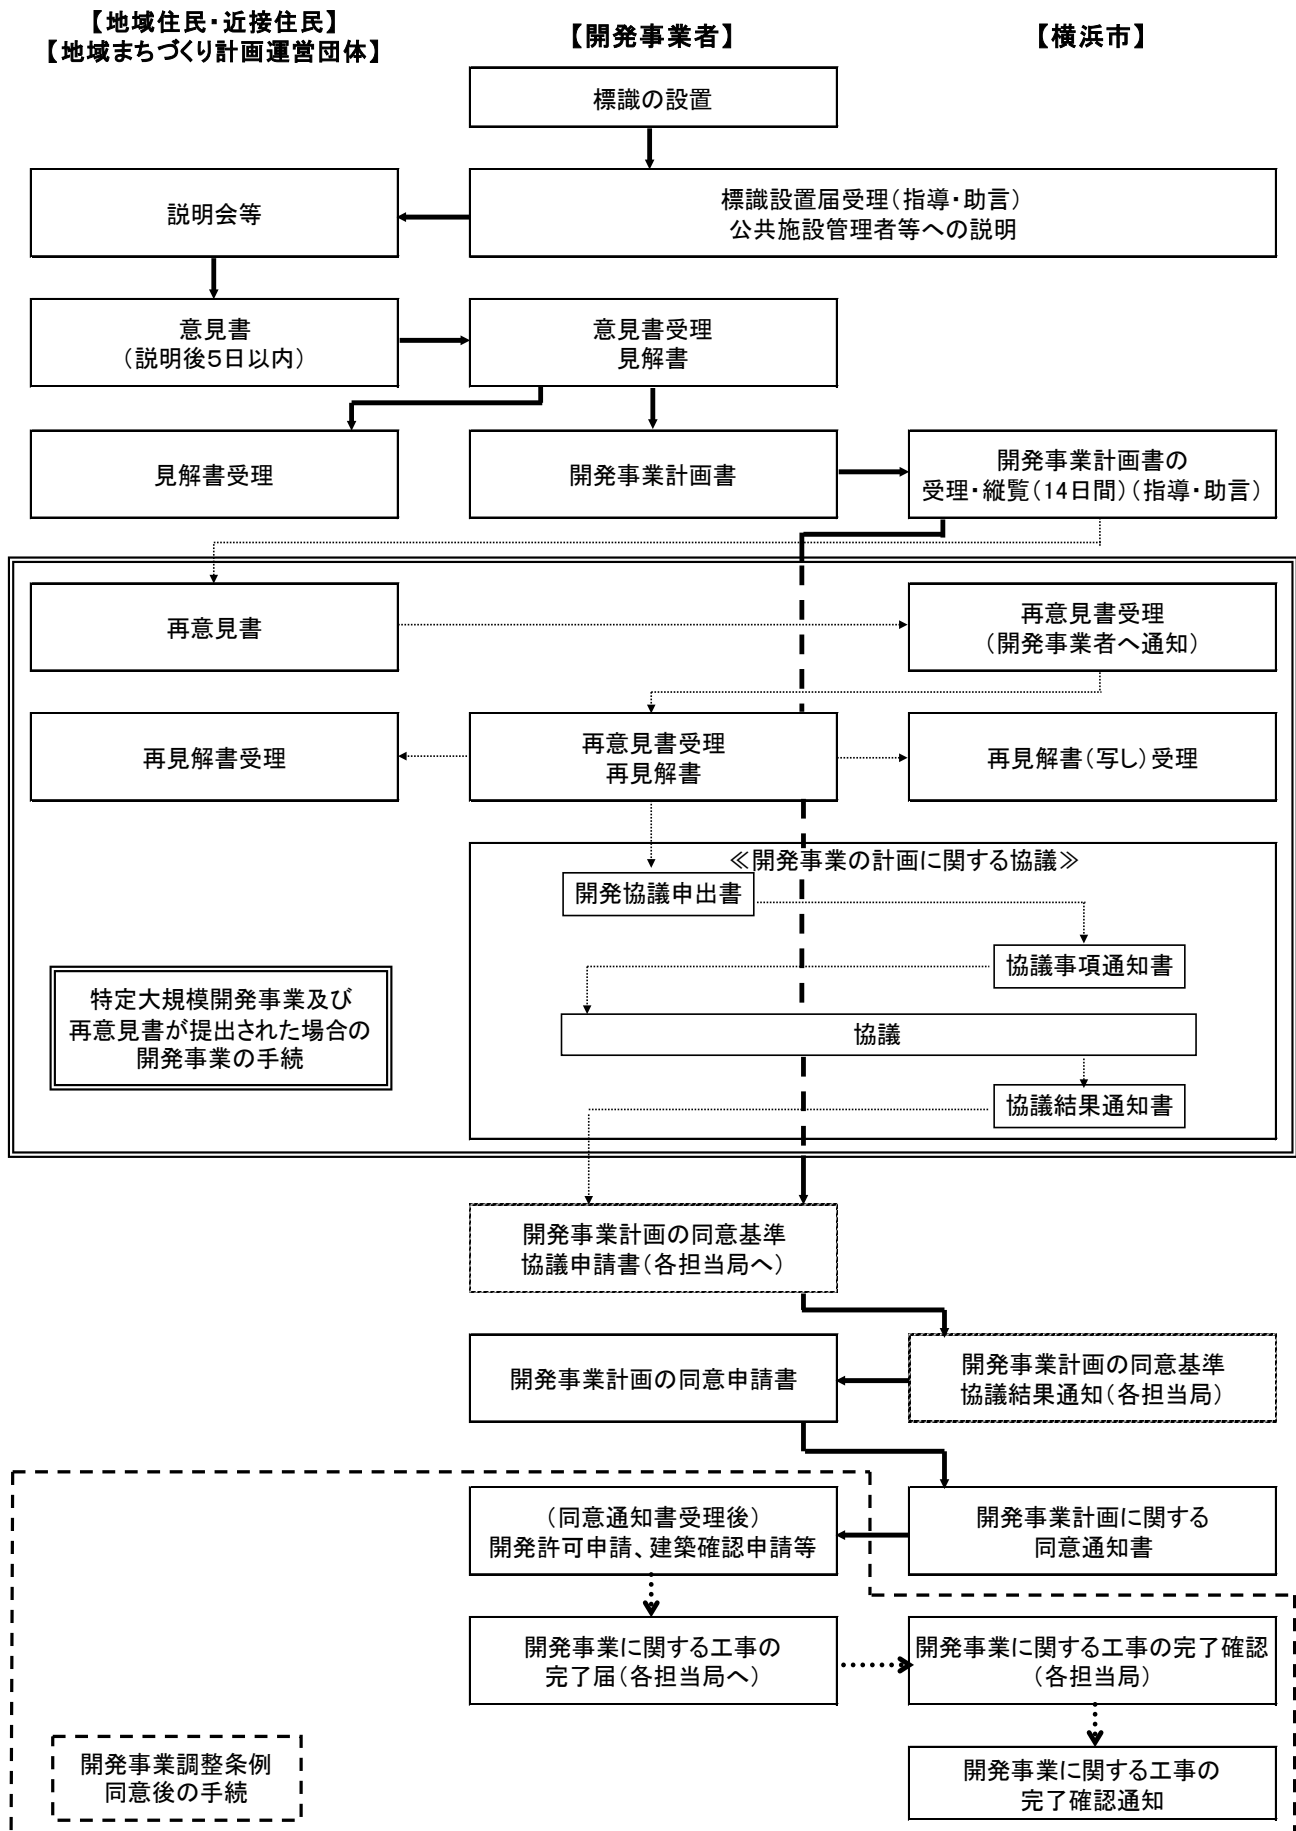 【地域住民・近接住民】
【地域まちづくり計画運営団体】
【開発事業者】
【横浜市】
標識の設置
説明会等
標識設置届受理(指導・助言)
公共施設管理者等への説明
意見書
(説明後5日以内)
意見書受理
見解書
見解書受理
開発事業計画書
開発事業計画書の
受理・縦覧(14日間)(指導・助言)
再意見書
再意見書受理
(開発事業者へ通知)
再見解書受理
再意見書受理
再見解書
再見解書(写し)受理
≪開発事業の計画に関する協議≫
開発協議申出書
協議事項通知書
特定大規模開発事業及び
再意見書が提出された場合の
開発事業の手続
協議
協議結果通知書
開発事業計画の同意基準
協議申請書(各担当局へ)
開発事業計画の同意申請書
開発事業計画の同意基準
協議結果通知(各担当局)
(同意通知書受理後)
開発許可申請、建築確認申請等
開発事業計画に関する
同意通知書
開発事業に関する工事の
完了届(各担当局へ)
開発事業に関する工事の完了確認
(各担当局)
開発事業調整条例
同意後の手続
開発事業に関する工事の
完了確認通知